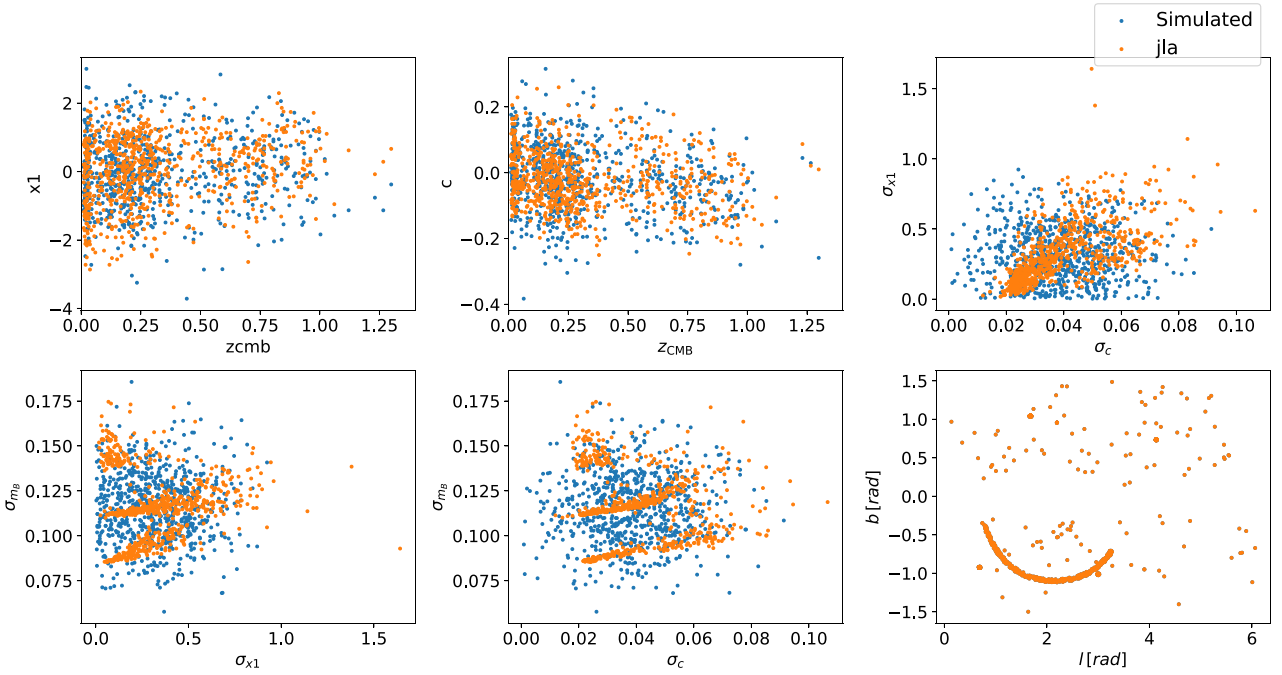 Simulated
jla
x1
2
0
−2
−4
0.00 0.25 0.50 0.75 1.00 1.25
zcmb
c
0.2
0.0
−0.2
−0.4
0.00 0.25 0.50 0.75 1.00 1.25
z_CMB
σ_x1
1.5
1.0
0.5
0.0
0.00 0.02 0.04 0.06 0.08 0.10
σ_c
σ_{m_B}
0.175
0.150
0.125
0.100
0.075
0.0 0.5 1.0 1.5
σ_x1
σ_{m_B}
0.175
0.150
0.125
0.100
0.075
0.00 0.02 0.04 0.06 0.08 0.10
σ_c
b [rad]
1.5
1.0
0.5
0.0
−0.5
−1.0
−1.5
0 2 4 6
l [rad]